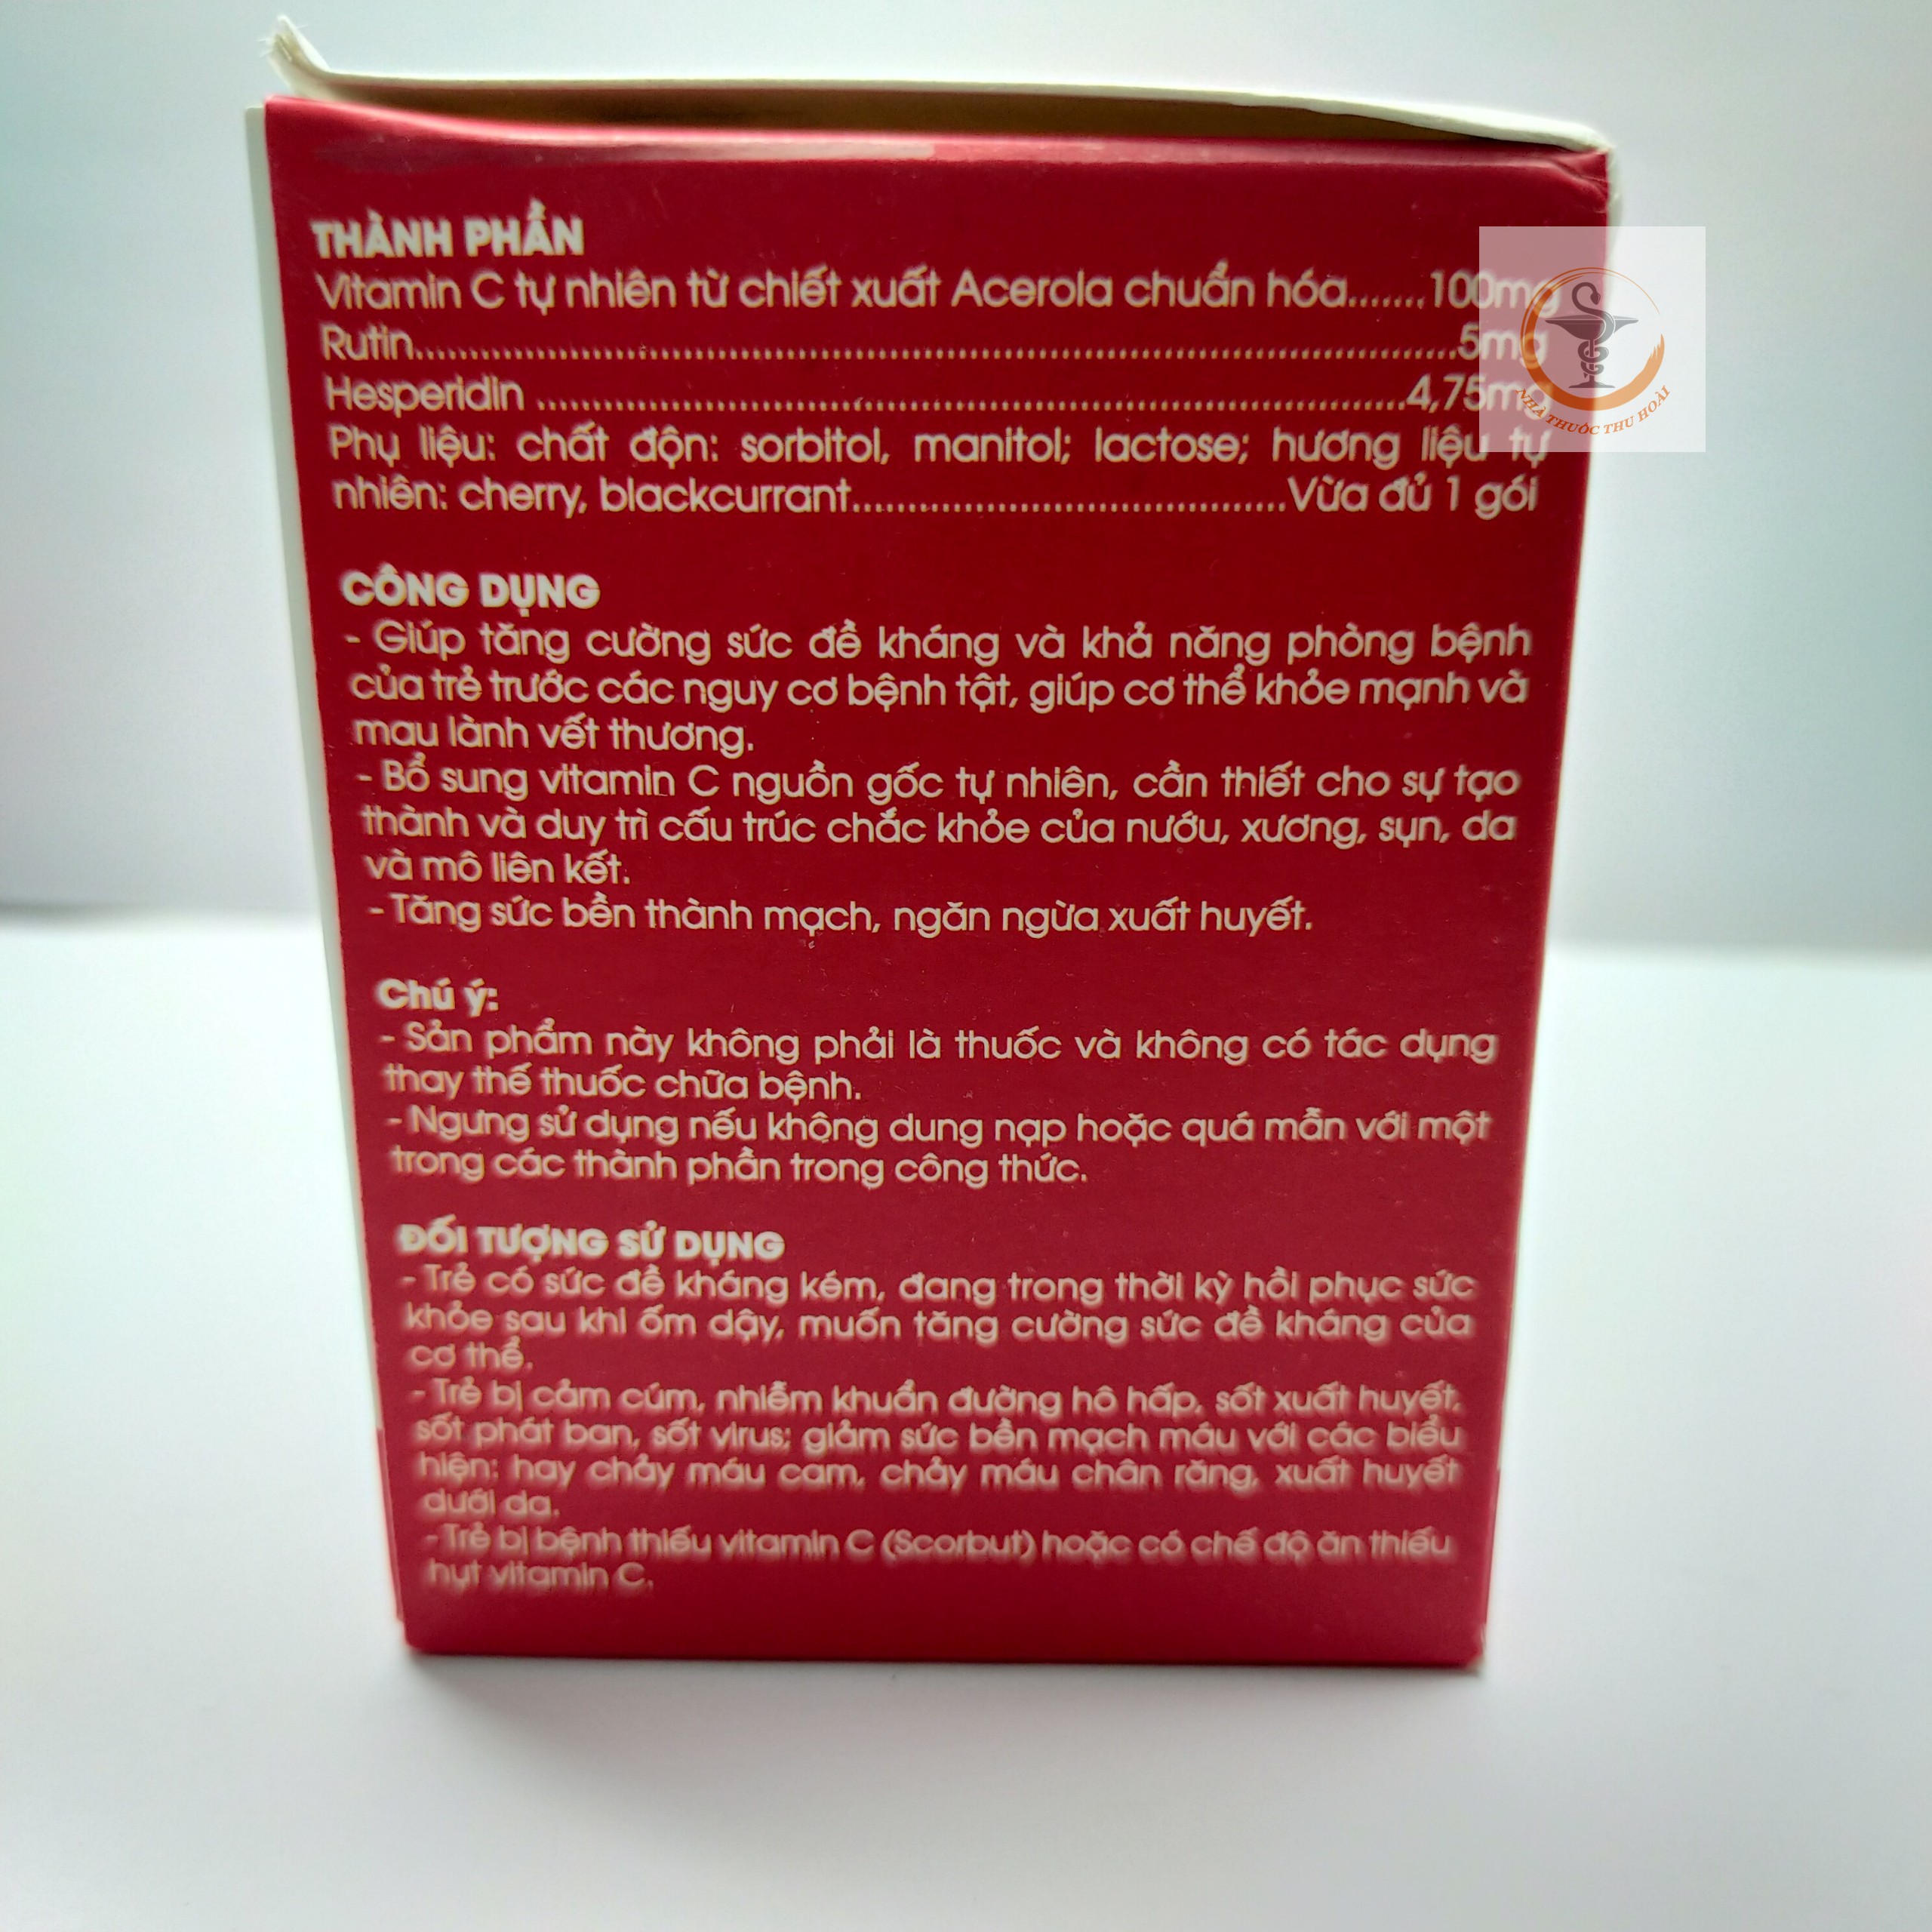 THÀNH PHẦN
Vitamin C tự nhiên từ chiết xuất Acerola chuẩn hóa.......100mg
Rutin..........................................................................................5mg
Hesperidin ............................................................................4,75mg
Phụ liệu: chất độn: sorbitol, manitol; lactose; hương liệu tự
nhiên: cherry, blackcurrant.......................................Vừa đủ 1 gói
NHÀ THUỐC THU HOÀI
CÔNG DỤNG
- Giúp tăng cường sức đề kháng và khả năng phòng bệnh
của trẻ trước các nguy cơ bệnh tật, giúp cơ thể khỏe mạnh và
mau lành vết thương.
- Bổ sung vitamin C nguồn gốc tự nhiên, cần thiết cho sự tạo
thành và duy trì cấu trúc chắc khỏe của nướu, xương, sụn, da
và mô liên kết.
- Tăng sức bền thành mạch, ngăn ngừa xuất huyết.
Chú ý:
- Sản phẩm này không phải là thuốc và không có tác dụng
thay thế thuốc chữa bệnh.
- Ngưng sử dụng nếu không dung nạp hoặc quá mẫn với một
trong các thành phần trong công thức.
ĐỐI TƯỢNG SỬ DỤNG
- Trẻ có sức đề kháng kém, đang trong thời kỳ hồi phục sức
khỏe sau khi ốm dậy, muốn tăng cường sức đề kháng của
cơ thể.
- Trẻ bị cảm cúm, nhiễm khuẩn đường hô hấp, sốt xuất huyết,
sốt phát ban, sốt virus; giảm sức bền mạch máu với các biểu
hiện: hay chảy máu cam, chảy máu chân răng, xuất huyết
dưới da.
- Trẻ bị bệnh thiếu vitamin C (Scorbut) hoặc có chế độ ăn thiếu
hụt vitamin C.